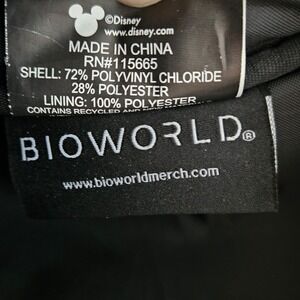 ©Disney
www.disney.com
MADE IN CHINA
RN#115665
SHELL: 72% POLYVINYL CHLORIDE
28% POLYESTER
LINING: 100% POLYESTER
CONTAINS RECYCLED AND
BIOWORLD®
www.bioworldmerch.com